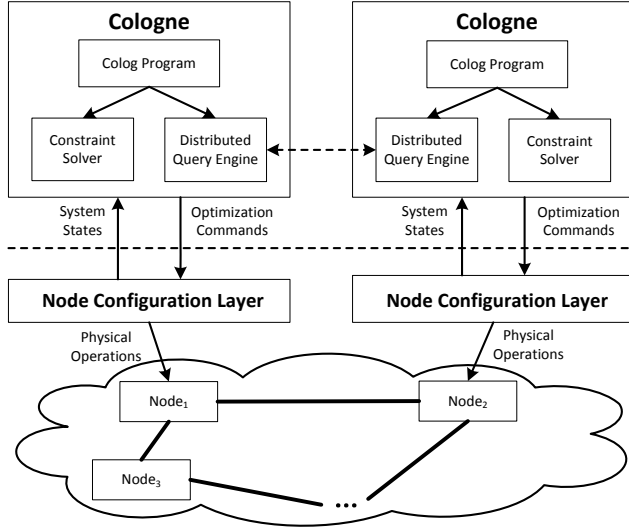 Cologne
Colog Program
Constraint
Solver
Distributed
Query Engine
System
States
Optimization
Commands
Node Configuration Layer
Physical
Operations
Cologne
Colog Program
Distributed
Query Engine
Constraint
Solver
System
States
Optimization
Commands
Node Configuration Layer
Physical
Operations
Node₁
Node₂
Node₃
...